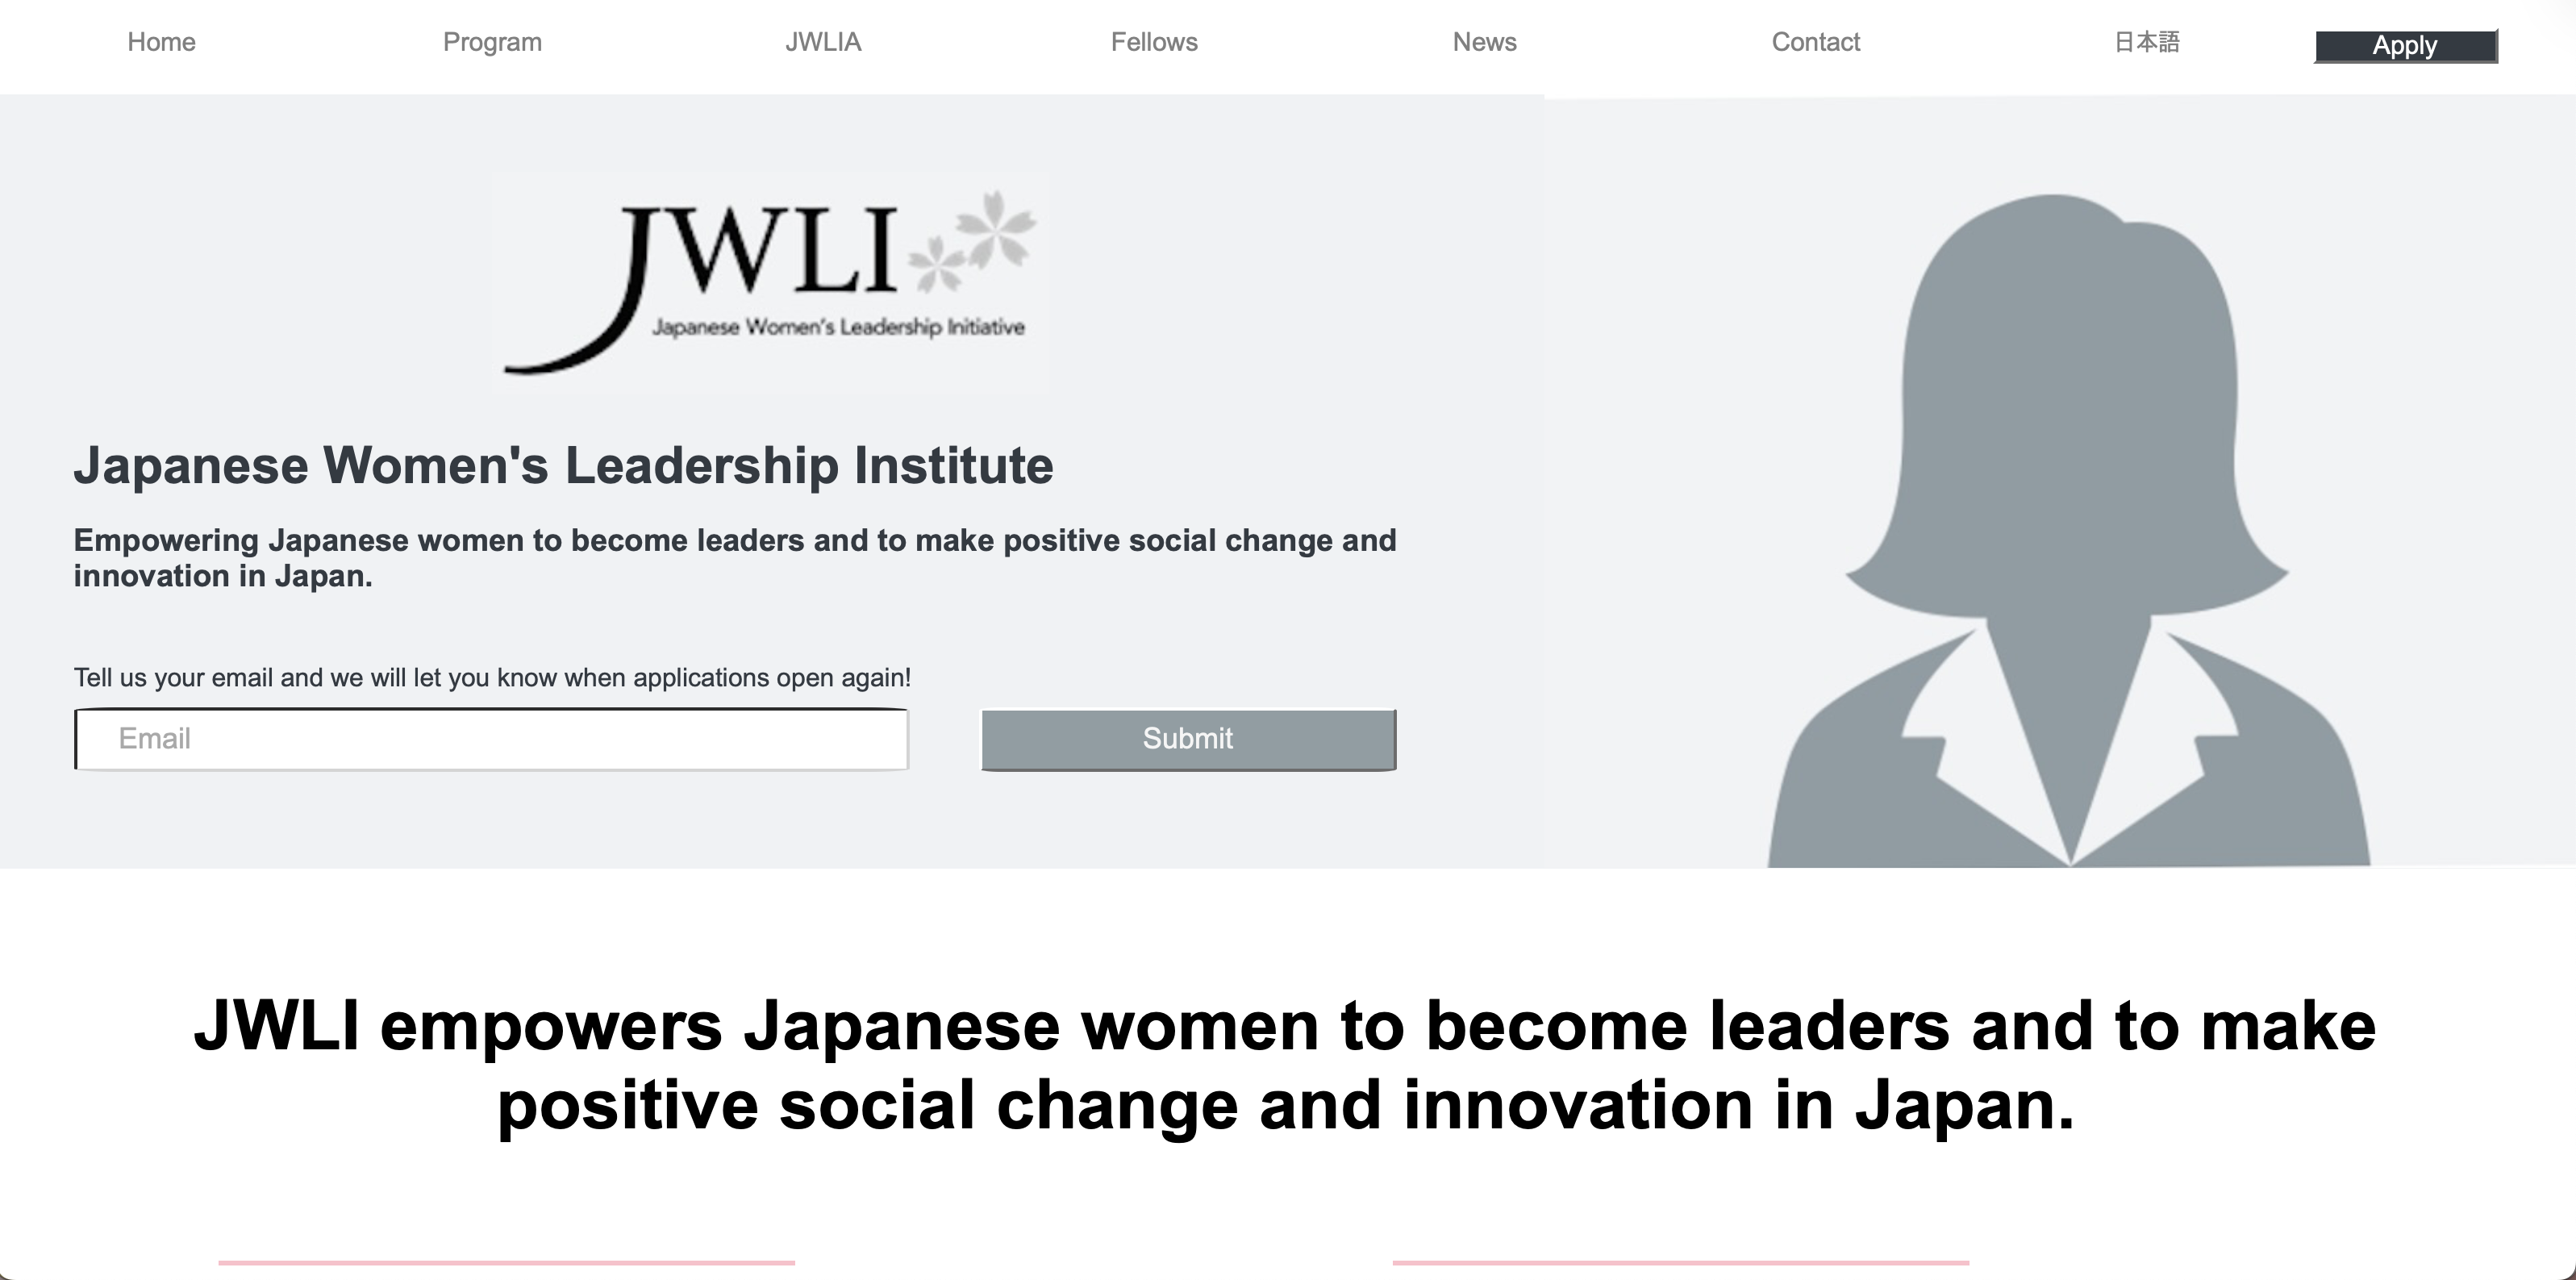 Home
Program
JWLIA
Fellows
News
Contact
日本語
Apply
JWLI
Japanese Women's Leadership Initiative
Japanese Women's Leadership Institute
Empowering Japanese women to become leaders and to make positive social change and
innovation in Japan.
Tell us your email and we will let you know when applications open again!
Email
Submit
JWLI empowers Japanese women to become leaders and to make
positive social change and innovation in Japan.